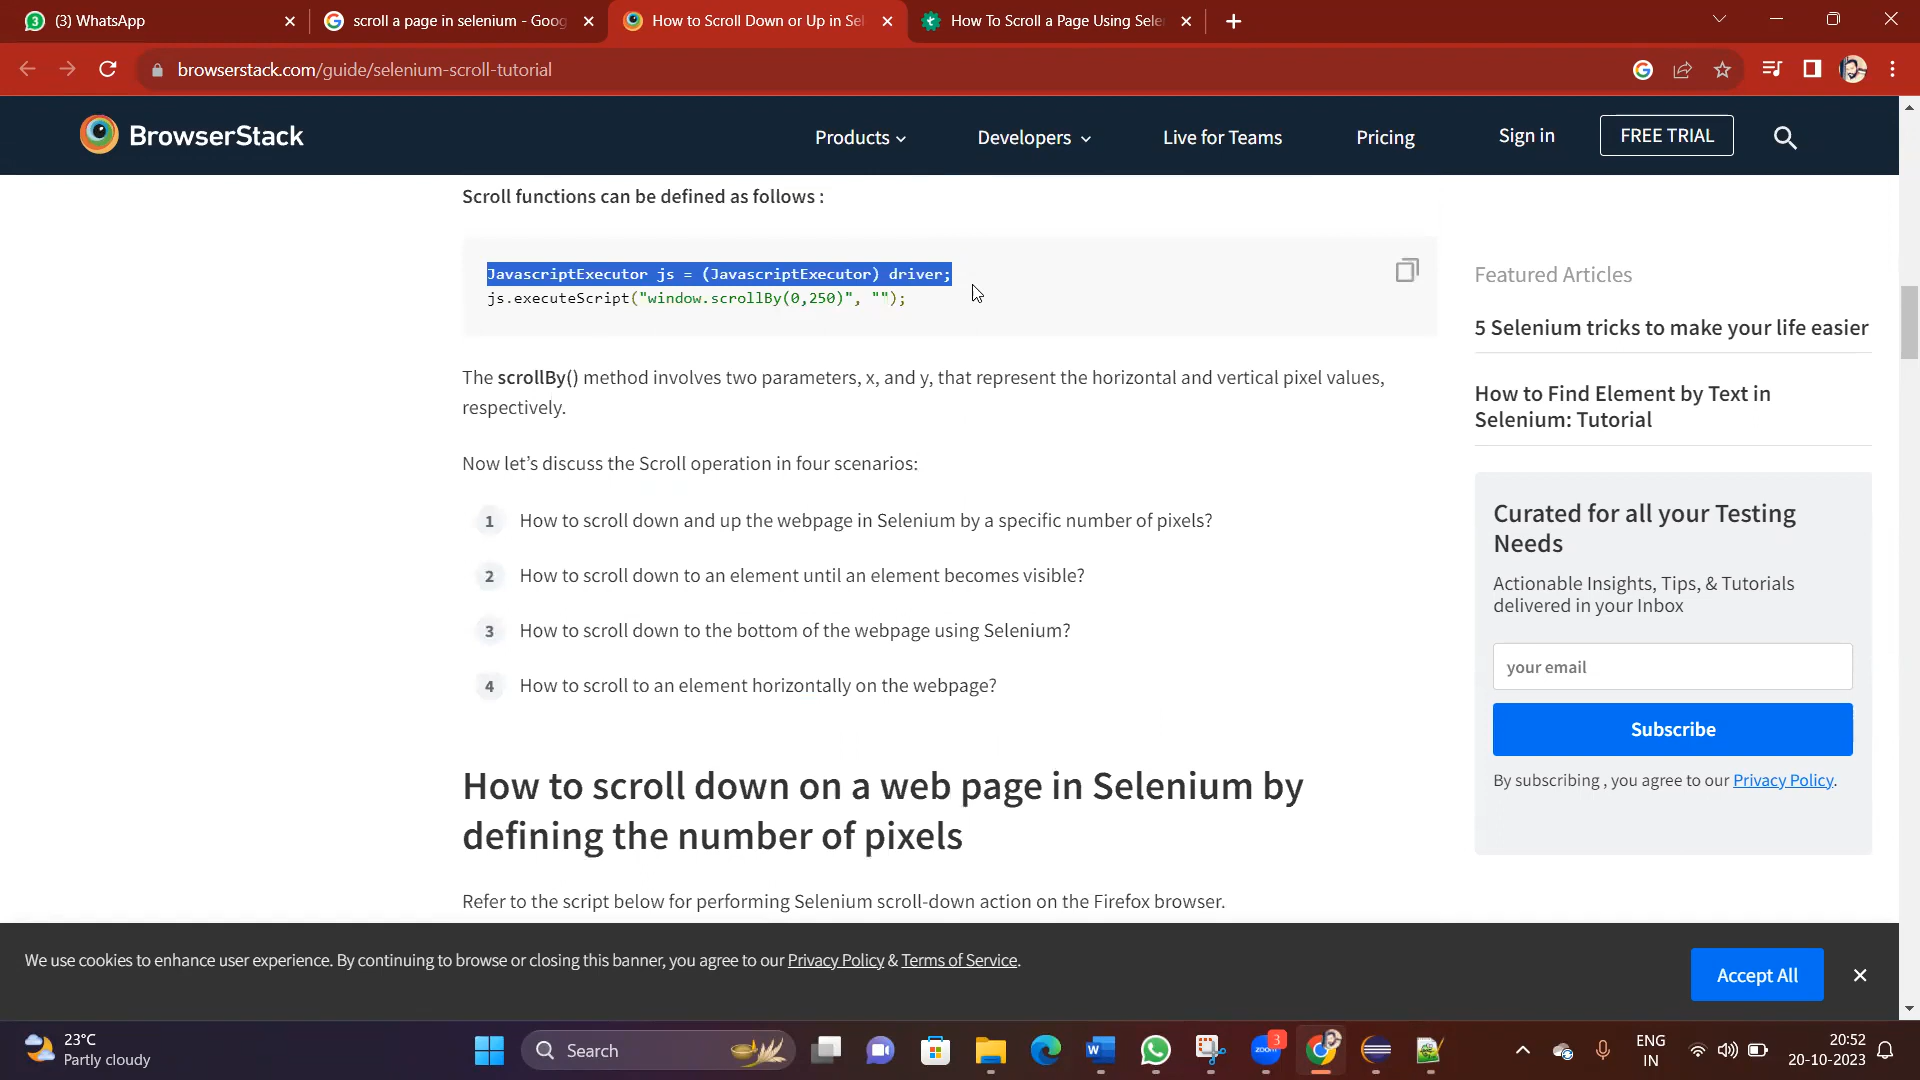 (3) WhatsApp
scroll a page in selenium - Goog
How to Scroll Down or Up in Sel
How To Scroll a Page Using Sele
browserstack.com/guide/selenium-scroll-tutorial
BrowserStack
Products
Developers
Live for Teams
Pricing
Sign in
FREE TRIAL
Scroll functions can be defined as follows :
JavascriptExecutor js = (JavascriptExecutor) driver;
js.executeScript("window.scrollBy(0,250)", "");
The scrollBy() method involves two parameters, x, and y, that represent the horizontal and vertical pixel values,
respectively.
Now let’s discuss the Scroll operation in four scenarios:
1 How to scroll down and up the webpage in Selenium by a specific number of pixels?
2 How to scroll down to an element until an element becomes visible?
3 How to scroll down to the bottom of the webpage using Selenium?
4 How to scroll to an element horizontally on the webpage?
How to scroll down on a web page in Selenium by
defining the number of pixels
Refer to the script below for performing Selenium scroll-down action on the Firefox browser.
Featured Articles
5 Selenium tricks to make your life easier
How to Find Element by Text in
Selenium: Tutorial
Curated for all your Testing
Needs
Actionable Insights, Tips, & Tutorials
delivered in your Inbox
your email
Subscribe
By subscribing , you agree to our Privacy Policy.
We use cookies to enhance user experience. By continuing to browse or closing this banner, you agree to our Privacy Policy & Terms of Service.
Accept All
23°C
Partly cloudy
Search
zoom
3
ENG
IN
20:52
20-10-2023